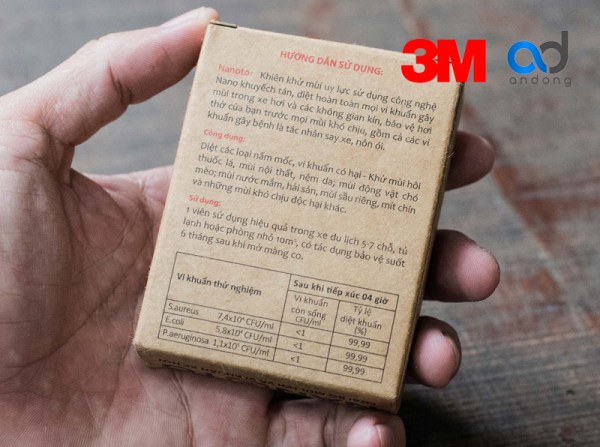 3M ad
andong
HƯỚNG DẪN SỬ DỤNG:
Nanoto: Khiên khử mùi uy lực sử dụng công nghệ
Nano khuyếch tán, diệt hoàn toàn mọi vi khuẩn gây
mùi trong xe hơi và các không gian kín, bảo vệ hơi
thở của bạn trước mọi mùi khó chịu, gồm cả các vi
khuẩn gây bệnh là tác nhân say xe, nôn ói.
Công dụng:
Diệt các loại nấm mốc, vi khuẩn có hại - Khử mùi hôi
thuốc lá, mùi nội thất, nệm da; mùi động vật chó
mèo; mùi nước mắm, hải sản, mùi sầu riêng, mít chín
và những mùi khó chịu độc hại khác.
Sử dụng:
1 viên sử dụng hiệu quả trong xe du lịch 5-7 chỗ, tủ
lạnh hoặc phòng nhỏ 10m³, có tác dụng bảo vệ suốt
6 tháng sau khi mở màng co.
Vi khuẩn thử nghiệm
Sau khi tiếp xúc 04 giờ
Vi khuẩn còn sống CFU/ml
Tỷ lệ diệt khuẩn (%)
S.aureus 7,4x10⁵ CFU/ml <1 99,99
E.coli 5,8x10⁵ CFU/ml <1 99,99
P.aeruginosa 1,1x10⁵ CFU/ml <1 99,99